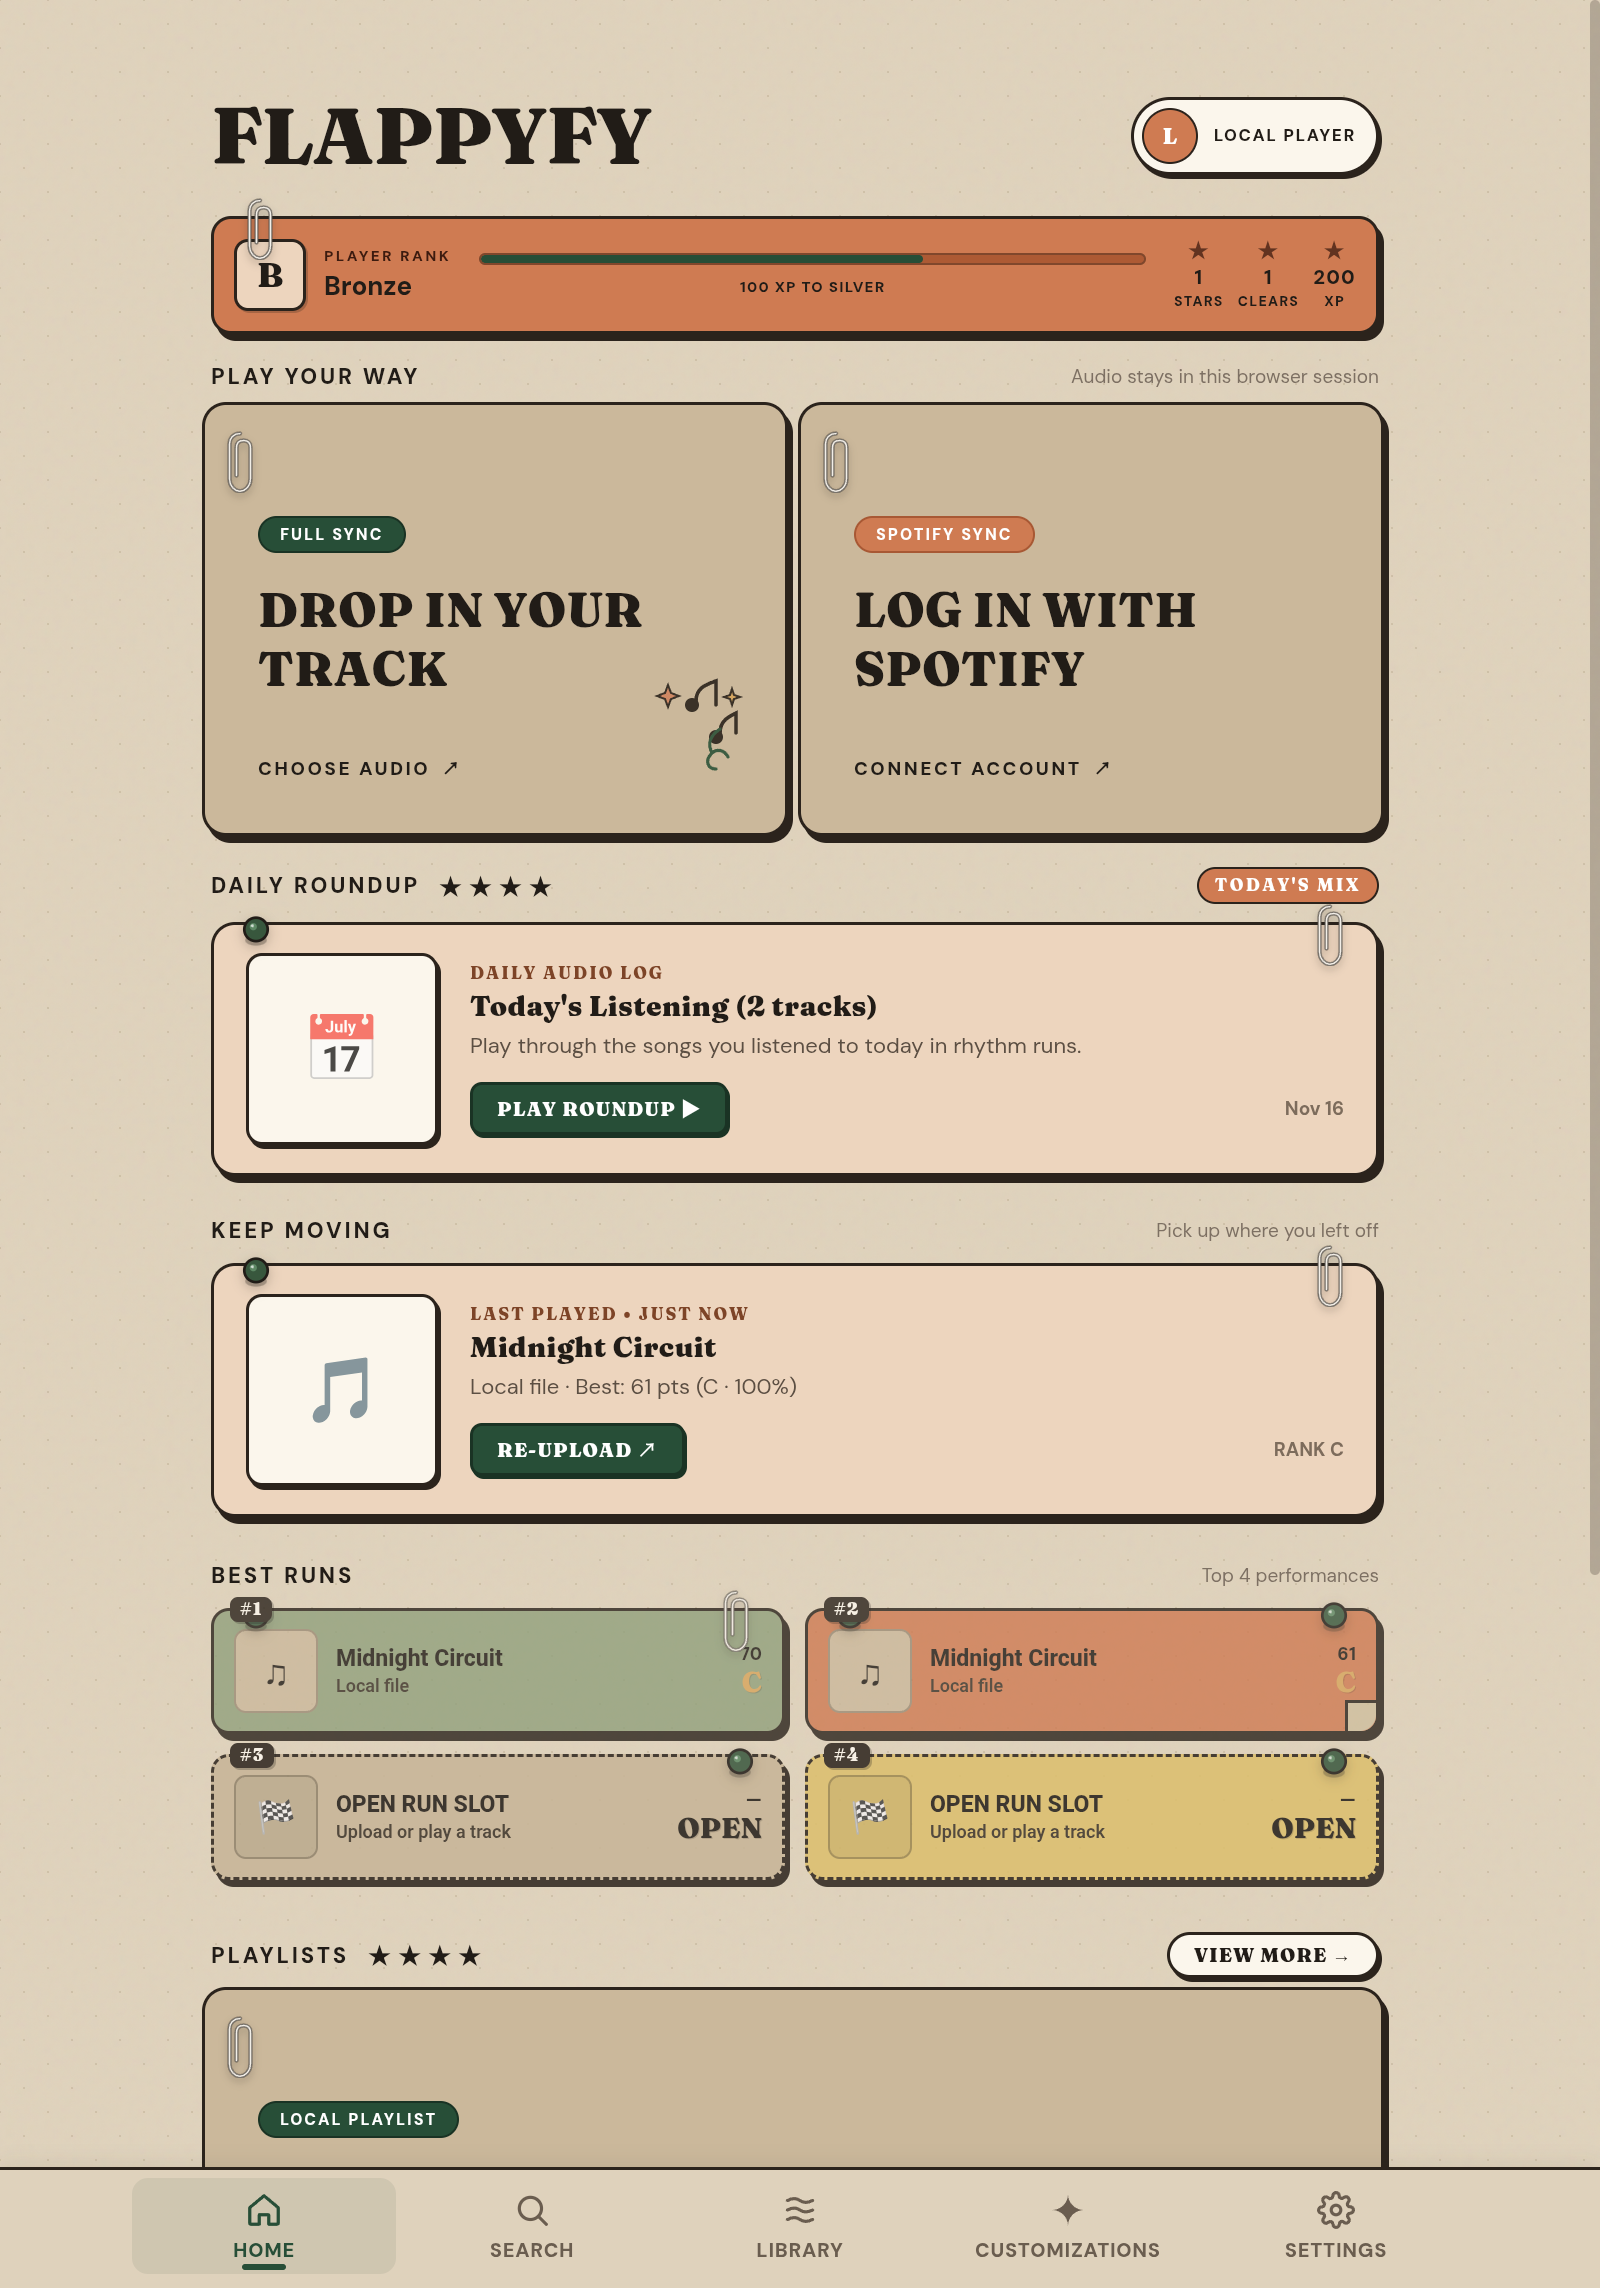 FLAPPYFY
L LOCAL PLAYER
B
PLAYER RANK
Bronze
100 XP TO SILVER
★ ★ ★
1 1 200
STARS CLEARS XP
PLAY YOUR WAY
Audio stays in this browser session
FULL SYNC
DROP IN YOUR
TRACK
CHOOSE AUDIO ↗
SPOTIFY SYNC
LOG IN WITH
SPOTIFY
CONNECT ACCOUNT ↗
DAILY ROUNDUP ★★★★
TODAY'S MIX
July
17
DAILY AUDIO LOG
Today's Listening (2 tracks)
Play through the songs you listened to today in rhythm runs.
PLAY ROUNDUP ▶
Nov 16
KEEP MOVING
Pick up where you left off
LAST PLAYED • JUST NOW
Midnight Circuit
Local file · Best: 61 pts (C · 100%)
RE-UPLOAD ↗
RANK C
BEST RUNS
Top 4 performances
#1
Midnight Circuit
Local file
70
C
#2
Midnight Circuit
Local file
61
C
#3
OPEN RUN SLOT
Upload or play a track
—
OPEN
#4
OPEN RUN SLOT
Upload or play a track
—
OPEN
PLAYLISTS ★★★★
VIEW MORE →
LOCAL PLAYLIST
HOME
SEARCH
LIBRARY
CUSTOMIZATIONS
SETTINGS